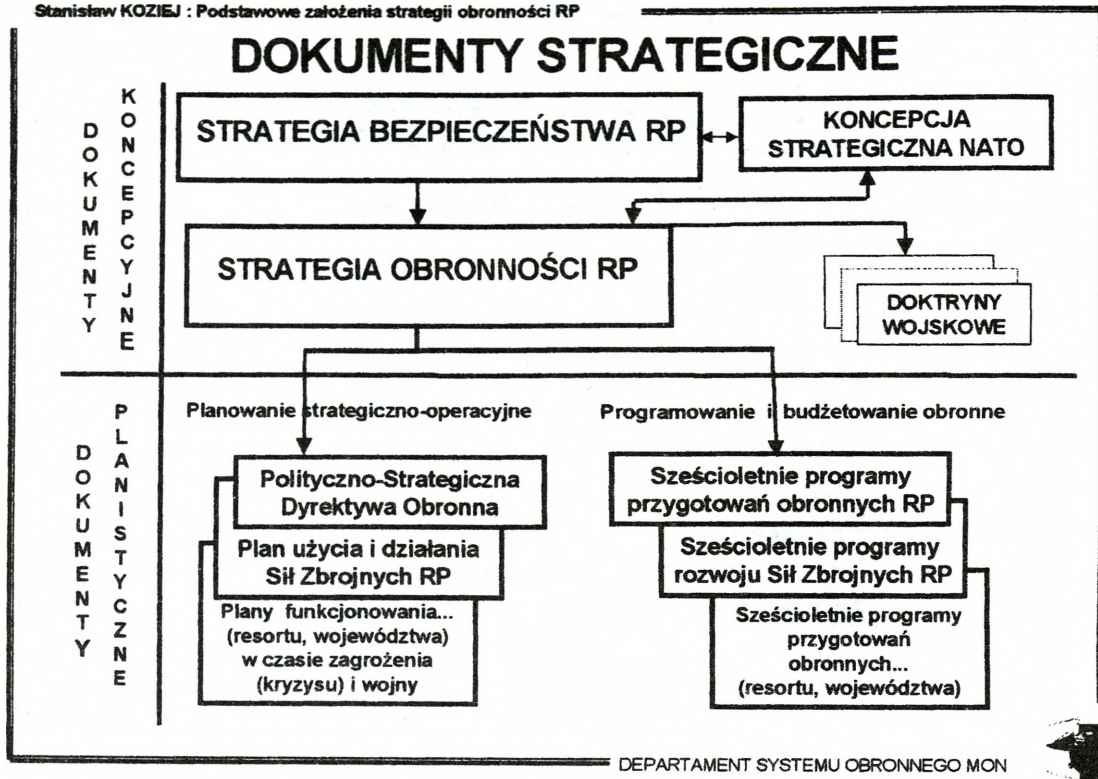 Stanisław KOZIEJ : Podstawowe założenia strategii obronności RP
DOKUMENTY STRATEGICZNE
DOKUMENTY
KONCEPCYJNE
STRATEGIA BEZPIECZEŃSTWA RP
KONCEPCJA
STRATEGICZNA NATO
STRATEGIA OBRONNOŚCI RP
DOKTRYNY
WOJSKOWE
DOKUMENTY
PLANISTYCZNE
Planowanie strategiczno-operacyjne
Polityczno-Strategiczna
Dyrektywa Obronna
Plan użycia i działania
Sił Zbrojnych RP
Plany funkcjonowania...
(resortu, województwa)
w czasie zagrożenia
(kryzysu) i wojny
Programowanie i budżetowanie obronne
Sześcioletnie programy
przygotowań obronnych RP
Sześcioletnie programy
rozwoju Sił Zbrojnych RP
Sześcioletnie programy
przygotowań
obronnych...
(resortu, województwa)
DEPARTAMENT SYSTEMU OBRONNEGO MON